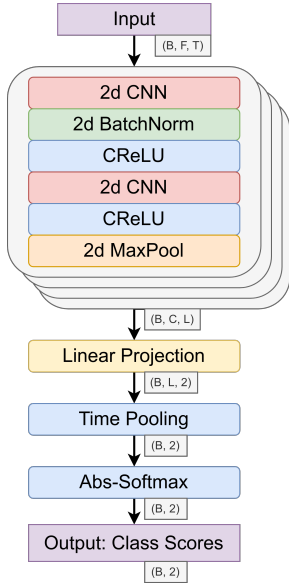 Input
(B, F, T)
2d CNN
2d BatchNorm
CReLU
2d CNN
CReLU
2d MaxPool
(B, C, L)
Linear Projection
(B, L, 2)
Time Pooling
(B, 2)
Abs-Softmax
(B, 2)
Output: Class Scores
(B, 2)